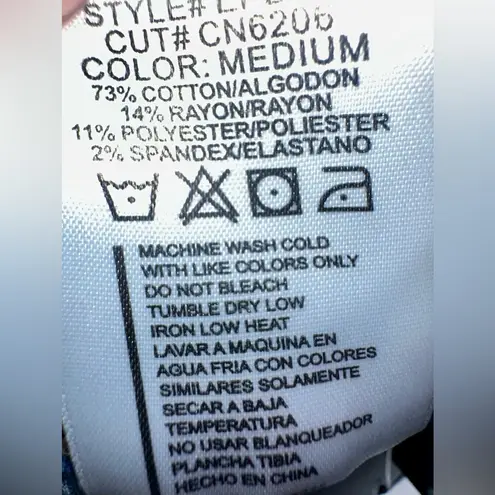 STYLE#
CUT# CN6206
COLOR: MEDIUM
73% COTTON/ALGODON
14% RAYON/RAYON
11% POLYESTER/POLIESTER
2% SPANDEX/ELASTANO
MACHINE WASH COLD
WITH LIKE COLORS ONLY
DO NOT BLEACH
TUMBLE DRY LOW
IRON LOW HEAT
LAVAR A MAQUINA EN
AGUA FRIA CON COLORES
SIMILARES SOLAMENTE
SECAR A BAJA
TEMPERATURA
NO USAR BLANQUEADOR
PLANCHA TIBIA
HECHO EN CHINA